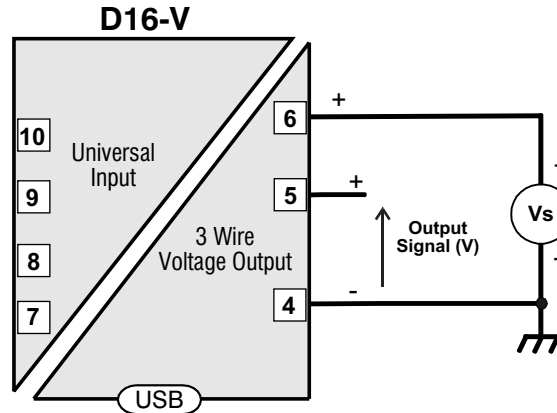 D16-V
10
9
8
7
Universal
Input
3 Wire
Voltage Output
6
5
4
+
+
-
Output
Signal (V)
Vs
USB